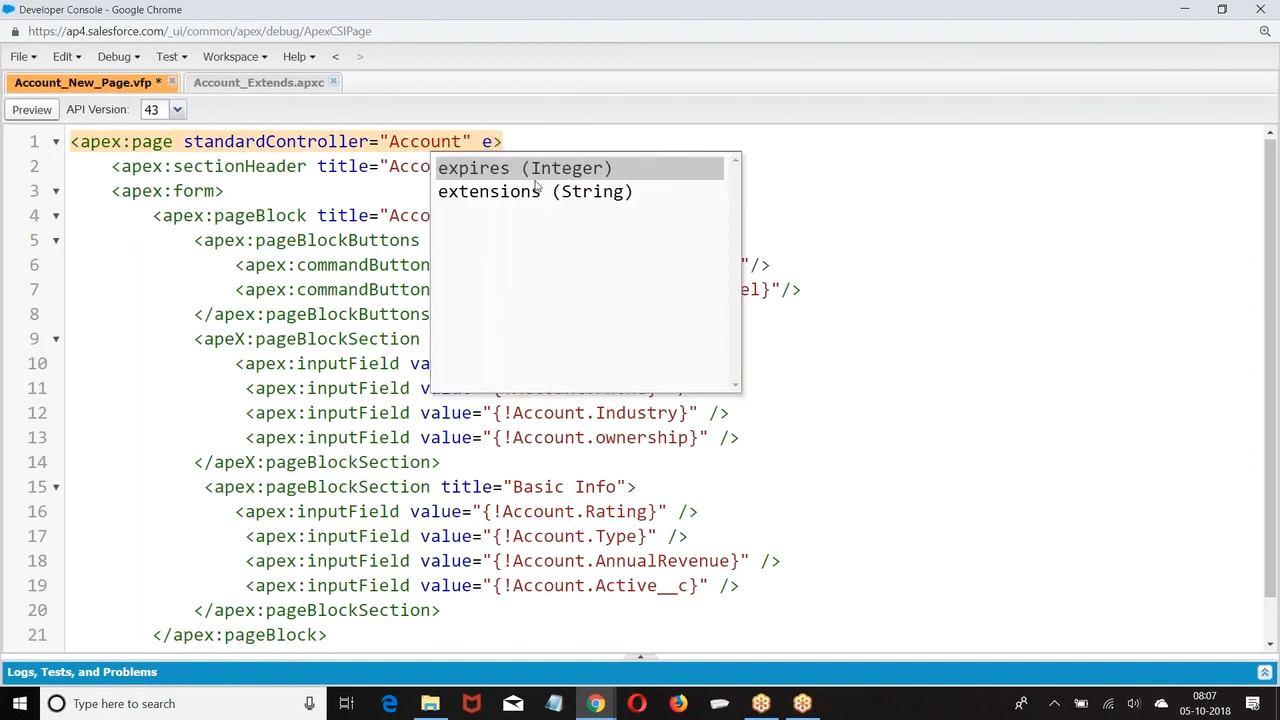 Developer Console - Google Chrome
https://ap4.salesforce.com/_ui/common/apex/debug/ApexCSIPage
File Edit Debug Test Workspace Help < >
Account_New_Page.vfp * Account_Extends.apxc
Preview API Version: 43
1 <apex:page standardController="Account" e>
expires (Integer)
extensions (String)
2 <apex:sectionHeader title="Acco
3 <apex:form>
4 <apex:pageBlock title="Acco
5 <apex:pageBlockButtons
6 <apex:commandButton "/>
7 <apex:commandButton el}"/>
8 </apex:pageBlockButtons
9 <apeX:pageBlockSection
10 <apex:inputField va
11 <apex:inputField v
12 <apex:inputField value="{!Account.Industry}" />
13 <apex:inputField value="{!Account.ownership}" />
14 </apeX:pageBlockSection>
15 <apex:pageBlockSection title="Basic Info">
16 <apex:inputField value="{!Account.Rating}" />
17 <apex:inputField value="{!Account.Type}" />
18 <apex:inputField value="{!Account.AnnualRevenue}" />
19 <apex:inputField value="{!Account.Active__c}" />
20 </apex:pageBlockSection>
21 </apex:pageBlock>
Logs, Tests, and Problems
Type here to search
08:07
05-10-2018